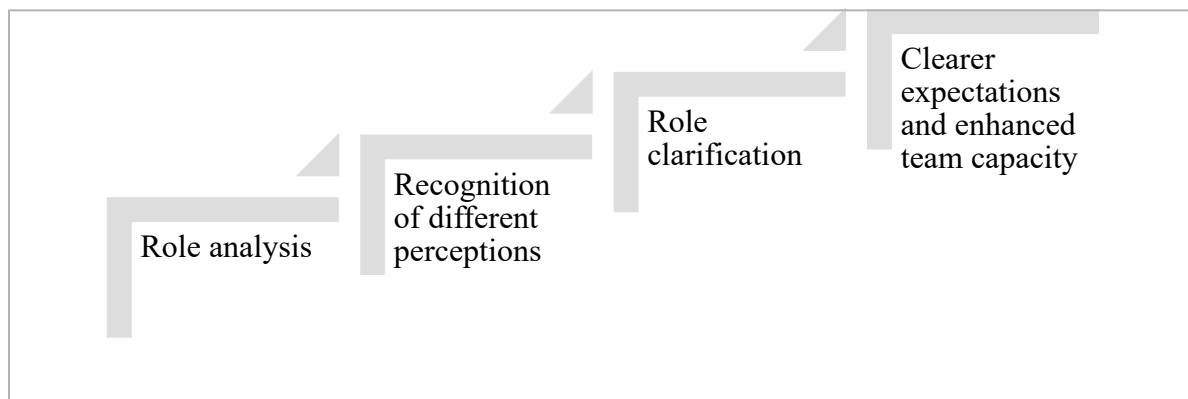 Role analysis
Recognition
of different
perceptions
Role
clarification
Clearer
expectations
and enhanced
team capacity